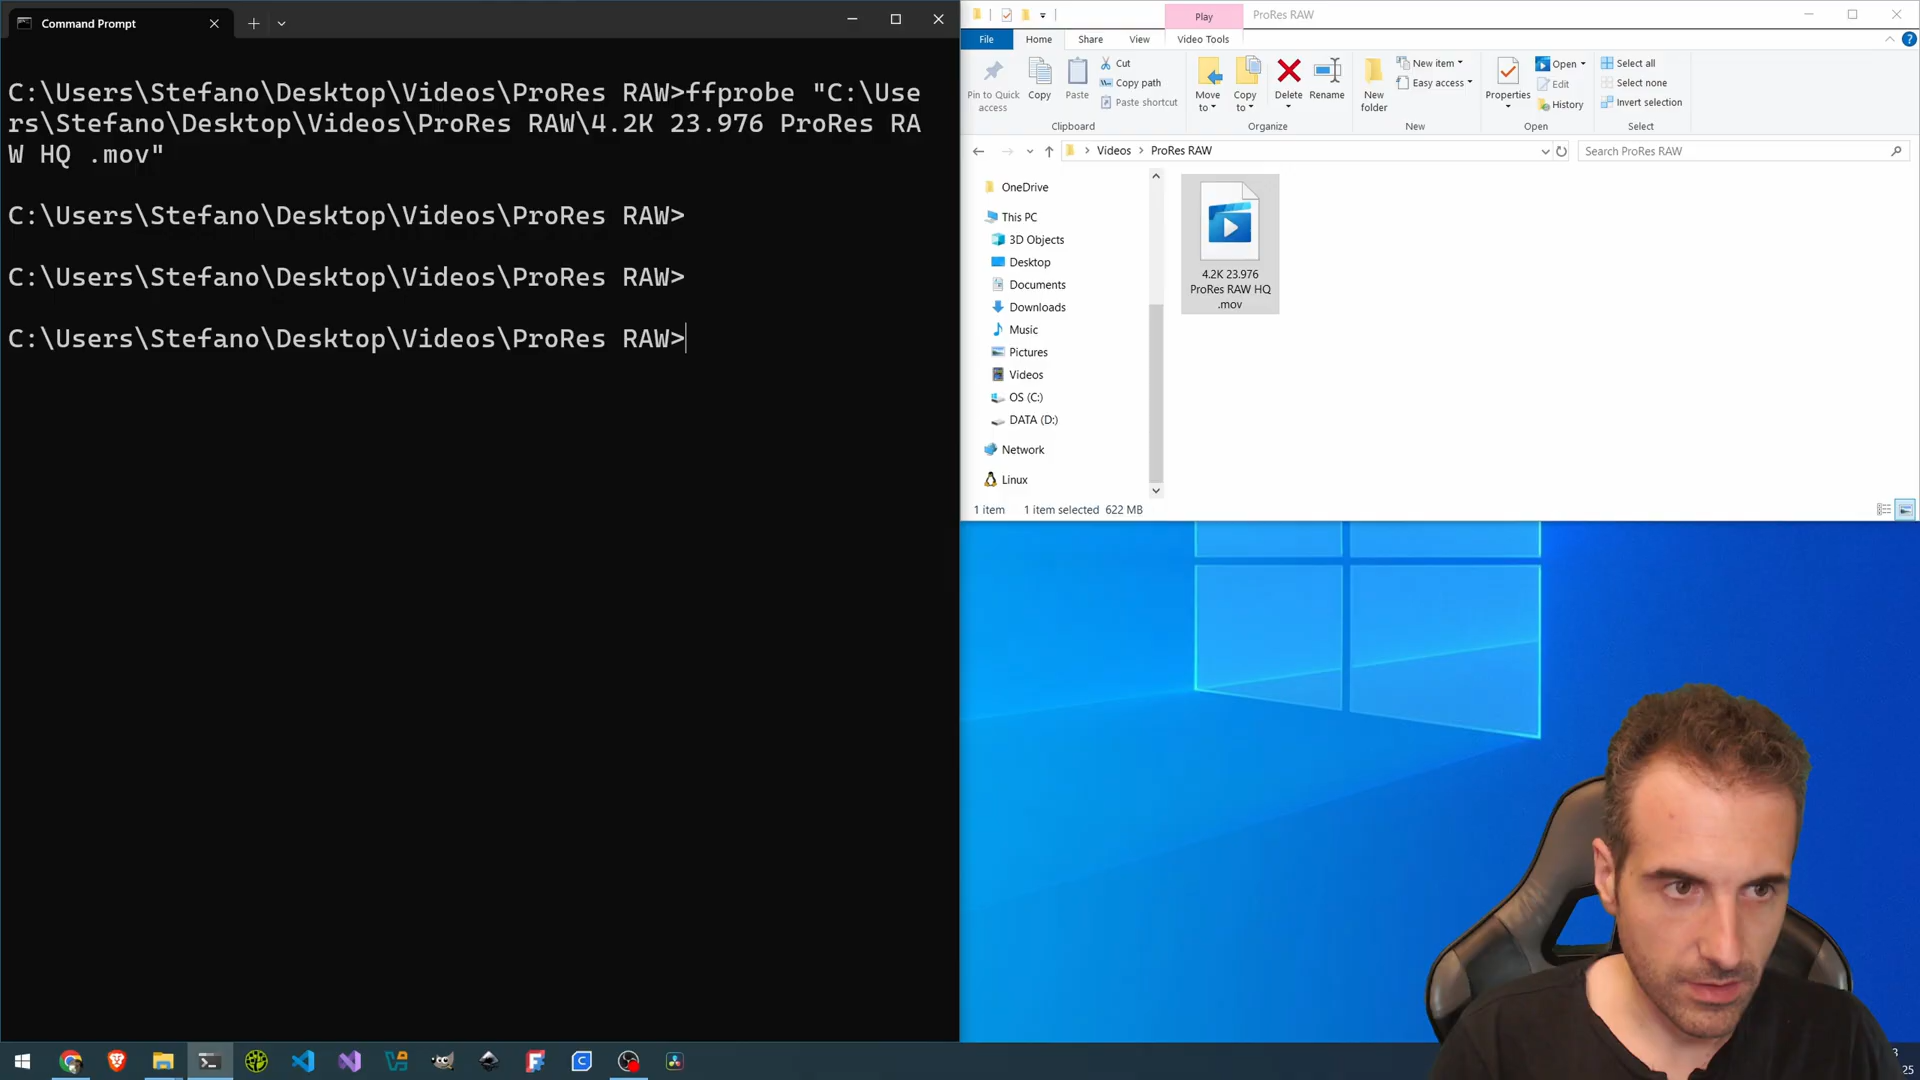 Command Prompt
C:\Users\Stefano\Desktop\Videos\ProRes RAW>ffprobe "C:\Use
rs\Stefano\Desktop\Videos\ProRes RAW\4.2K 23.976 ProRes RA
W HQ .mov"
C:\Users\Stefano\Desktop\Videos\ProRes RAW>
C:\Users\Stefano\Desktop\Videos\ProRes RAW>
C:\Users\Stefano\Desktop\Videos\ProRes RAW>
Play
ProRes RAW
File
Home
Share
View
Video Tools
Pin to Quick
access
Copy
Paste
Cut
Copy path
Paste shortcut
Clipboard
Move
to
Copy
to
Delete
Rename
Organize
New
folder
New item
Easy access
New
Properties
Open
Edit
History
Open
Select all
Select none
Invert selection
Select
Videos
ProRes RAW
Search ProRes RAW
OneDrive
This PC
3D Objects
Desktop
Documents
Downloads
Music
Pictures
Videos
OS (C:)
DATA (D:)
Network
Linux
4.2K 23.976
ProRes RAW HQ
.mov
1 item
1 item selected 622 MB
3
25